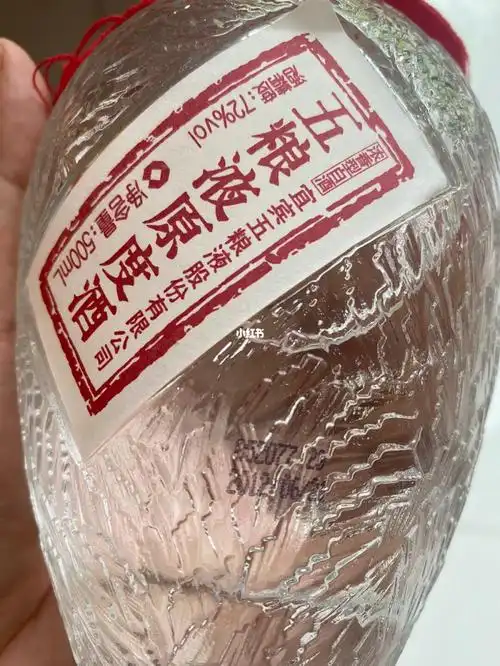 浓香型白酒
宜宾五粮液股份有限公司
五粮液原度酒
酒精度:72%vol
净含量:500mL
小红书